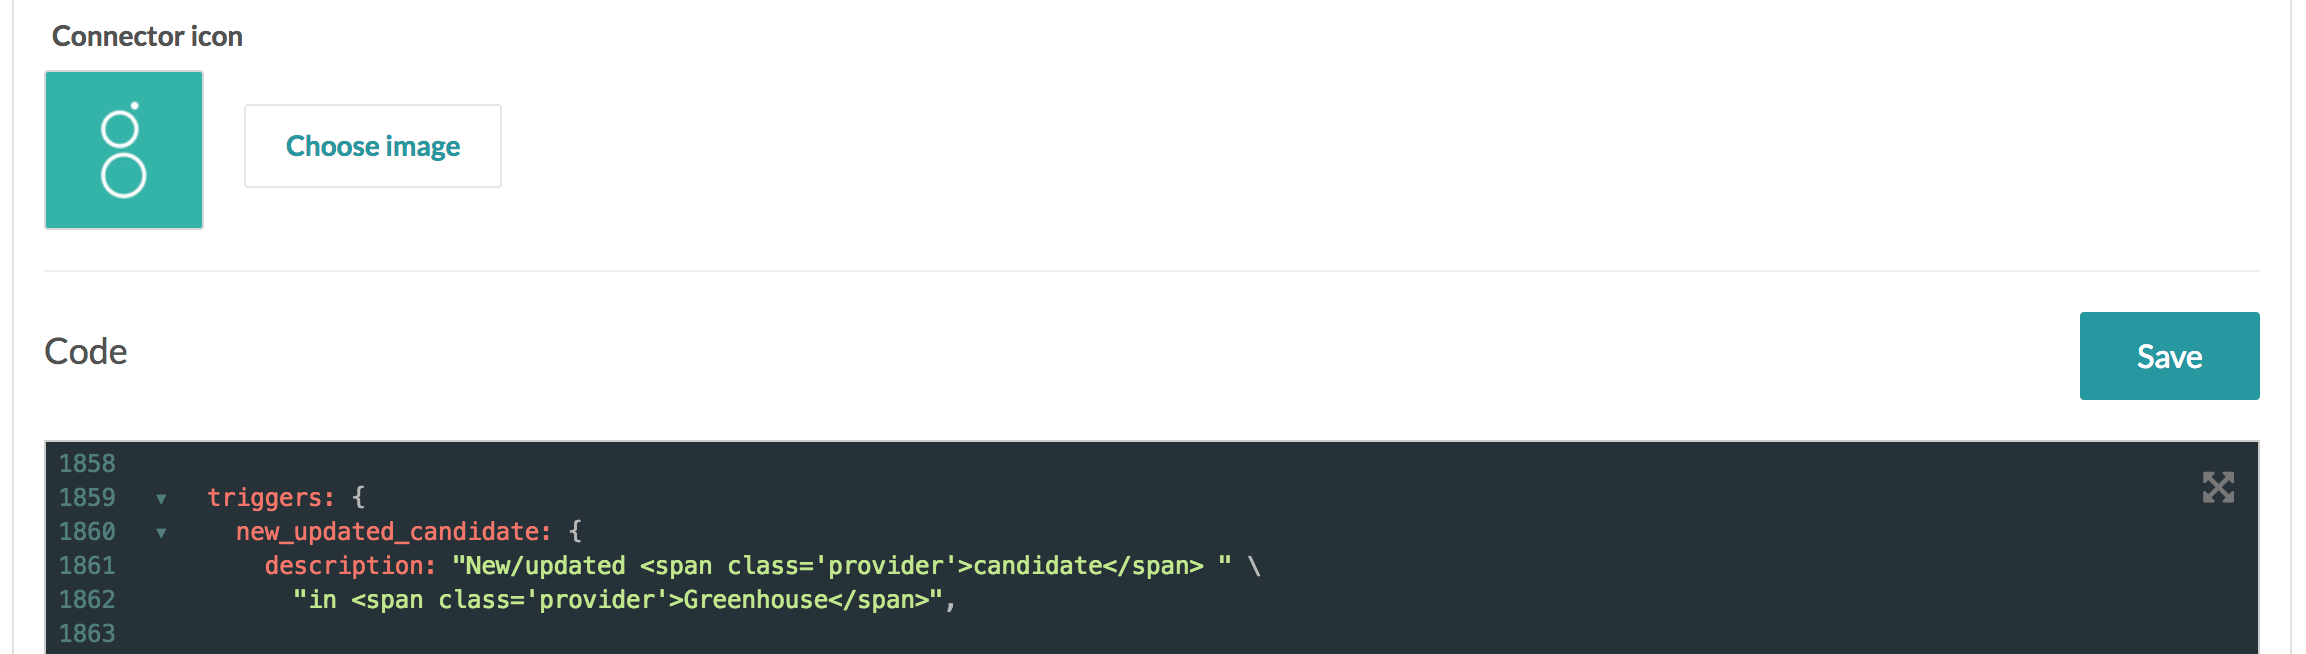 Connector icon
g
Choose image
Code
Save
1858
1859 triggers: {
1860 new_updated_candidate: {
1861 description: "New/updated <span class='provider'>candidate</span> " \
1862 "in <span class='provider'>Greenhouse</span>",
1863